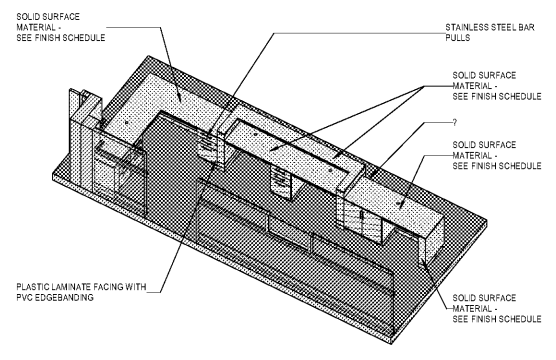 SOLID SURFACE
MATERIAL -
SEE FINISH SCHEDULE
STAINLESS STEEL BAR
PULLS
SOLID SURFACE
MATERIAL -
SEE FINISH SCHEDULE
?
SOLID SURFACE
MATERIAL -
SEE FINISH SCHEDULE
PLASTIC LAMINATE FACING WITH
PVC EDGEBANDING
SOLID SURFACE
MATERIAL -
SEE FINISH SCHEDULE